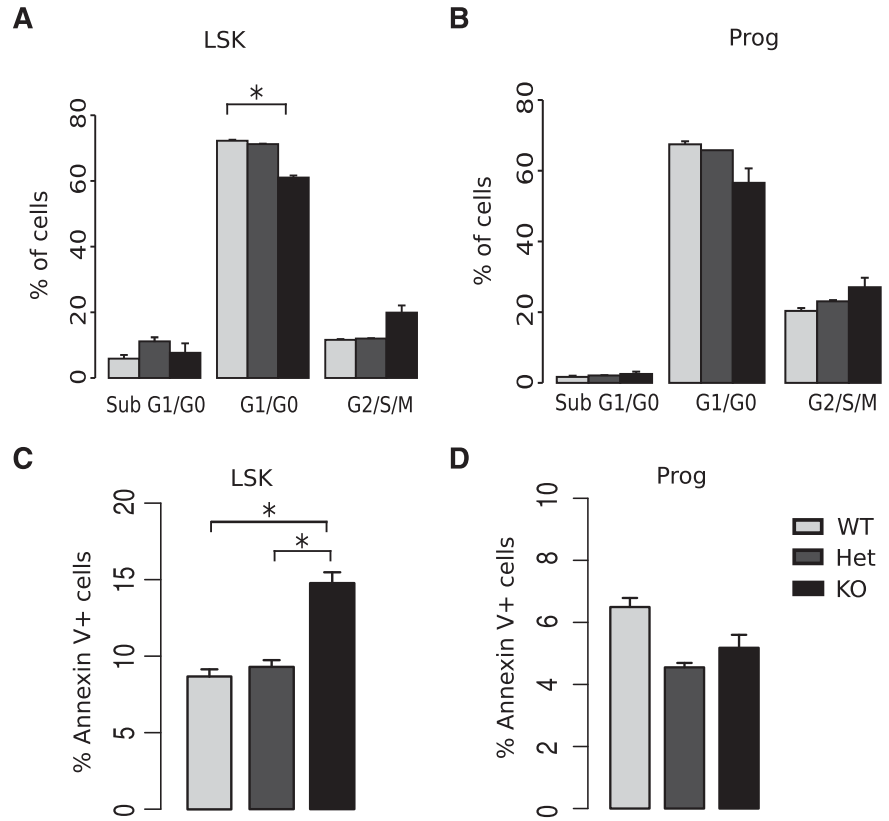 A
LSK
*
% of cells
0 20 40 60 80
Sub G1/G0 G1/G0 G2/S/M
B
Prog
% of cells
0 20 40 60 80
Sub G1/G0 G1/G0 G2/S/M
C
LSK
*
*
% Annexin V+ cells
0 5 10 15 20
D
Prog
% Annexin V+ cells
0 2 4 6 8 10
WT
Het
KO